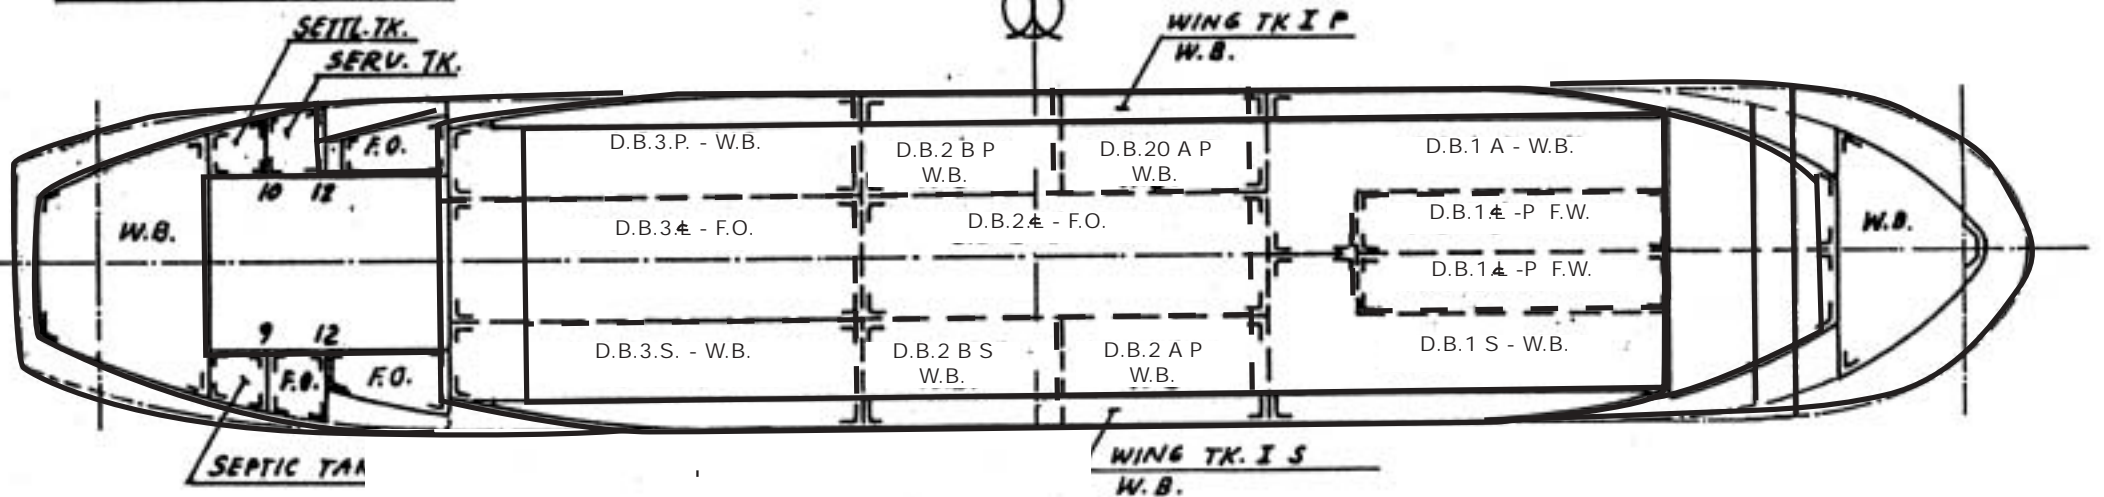 SETTL.TK.
SERV. TK.
WING TK I P
W.B.
F.O.
D.B.3.P. - W.B.
D.B.2 B P
W.B.
D.B.20 A P
W.B.
D.B.1 A - W.B.
10 12
W.B.
D.B.3.℄ - F.O.
D.B.2.℄ - F.O.
D.B.1.℄ -P F.W.
W.B.
D.B.1.℄ -P F.W.
9 12
D.B.3.S. - W.B.
D.B.2 B S
W.B.
D.B.2 A P
W.B.
D.B.1 S - W.B.
F.O.
F.O.
SEPTIC
WING TK. I S
W.B.